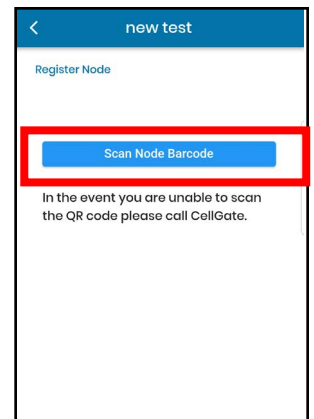 new test
Register Node
Scan Node Barcode
In the event you are unable to scan
the QR code please call CellGate.